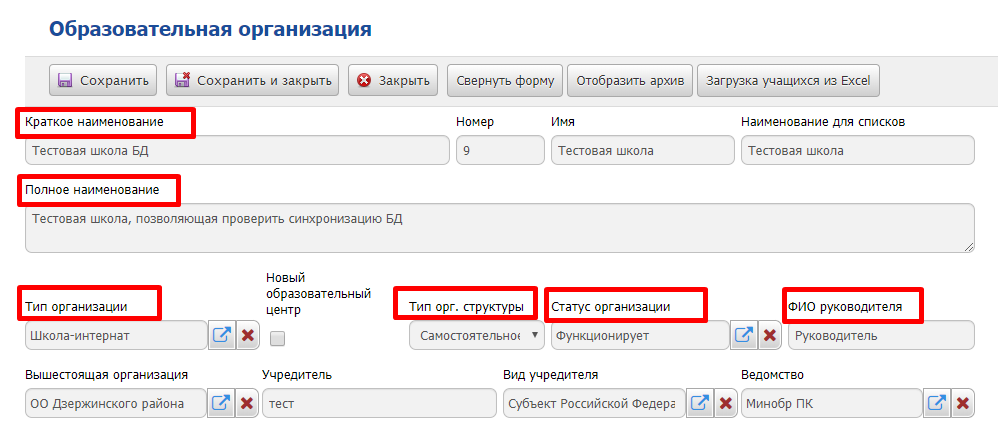 Образовательная организация
Сохранить Сохранить и закрыть Закрыть Свернуть форму Отобразить архив Загрузка учащихся из Excel
Краткое наименование Номер Имя Наименование для списков
Тестовая школа БД 9 Тестовая школа Тестовая школа
Полное наименование
Тестовая школа, позволяющая проверить синхронизацию БД
Новый
образовательный
Тип организации центр Тип орг. структуры Статус организации ФИО руководителя
Школа-интернат Самостоятельное Функционирует Руководитель
Вышестоящая организация Учредитель Вид учредителя Ведомство
ОО Дзержинского района тест Субъект Российской Федера Минобр ПК